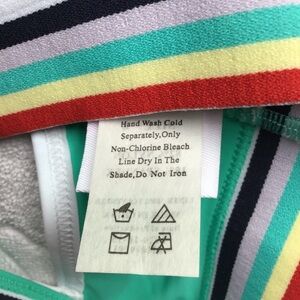 Hand Wash Cold
Separately,Only
Non-Chlorine Bleach
Line Dry In The
Shade,Do Not Iron